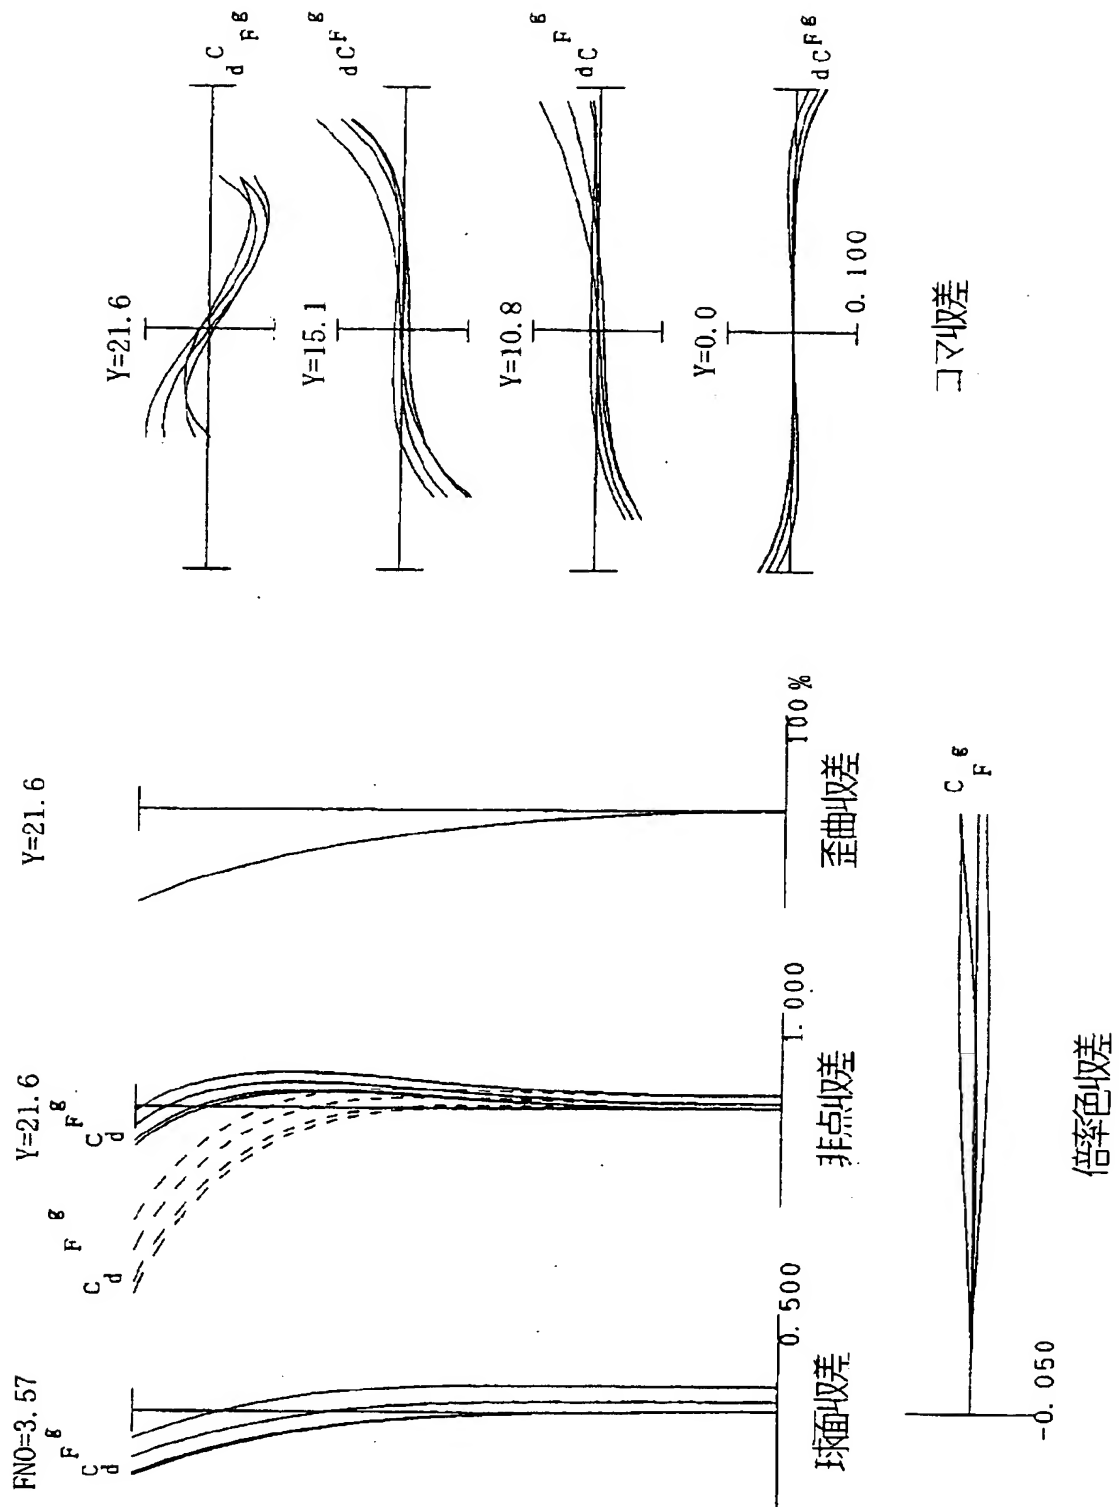 FNO=3.57
C
d
F
g
0.500
球面収差
Y=21.6
C
d
F
g
C
d
F
g
1.000
非点収差
Y=21.6
100%
歪曲収差
Y=21.6
C
d
F
g
Y=15.1
d
C
F
g
Y=10.8
d
C
F
g
Y=0.0
d
C
F
g
0.100
コマ収差
C
g
F
-0.050
倍率色収差